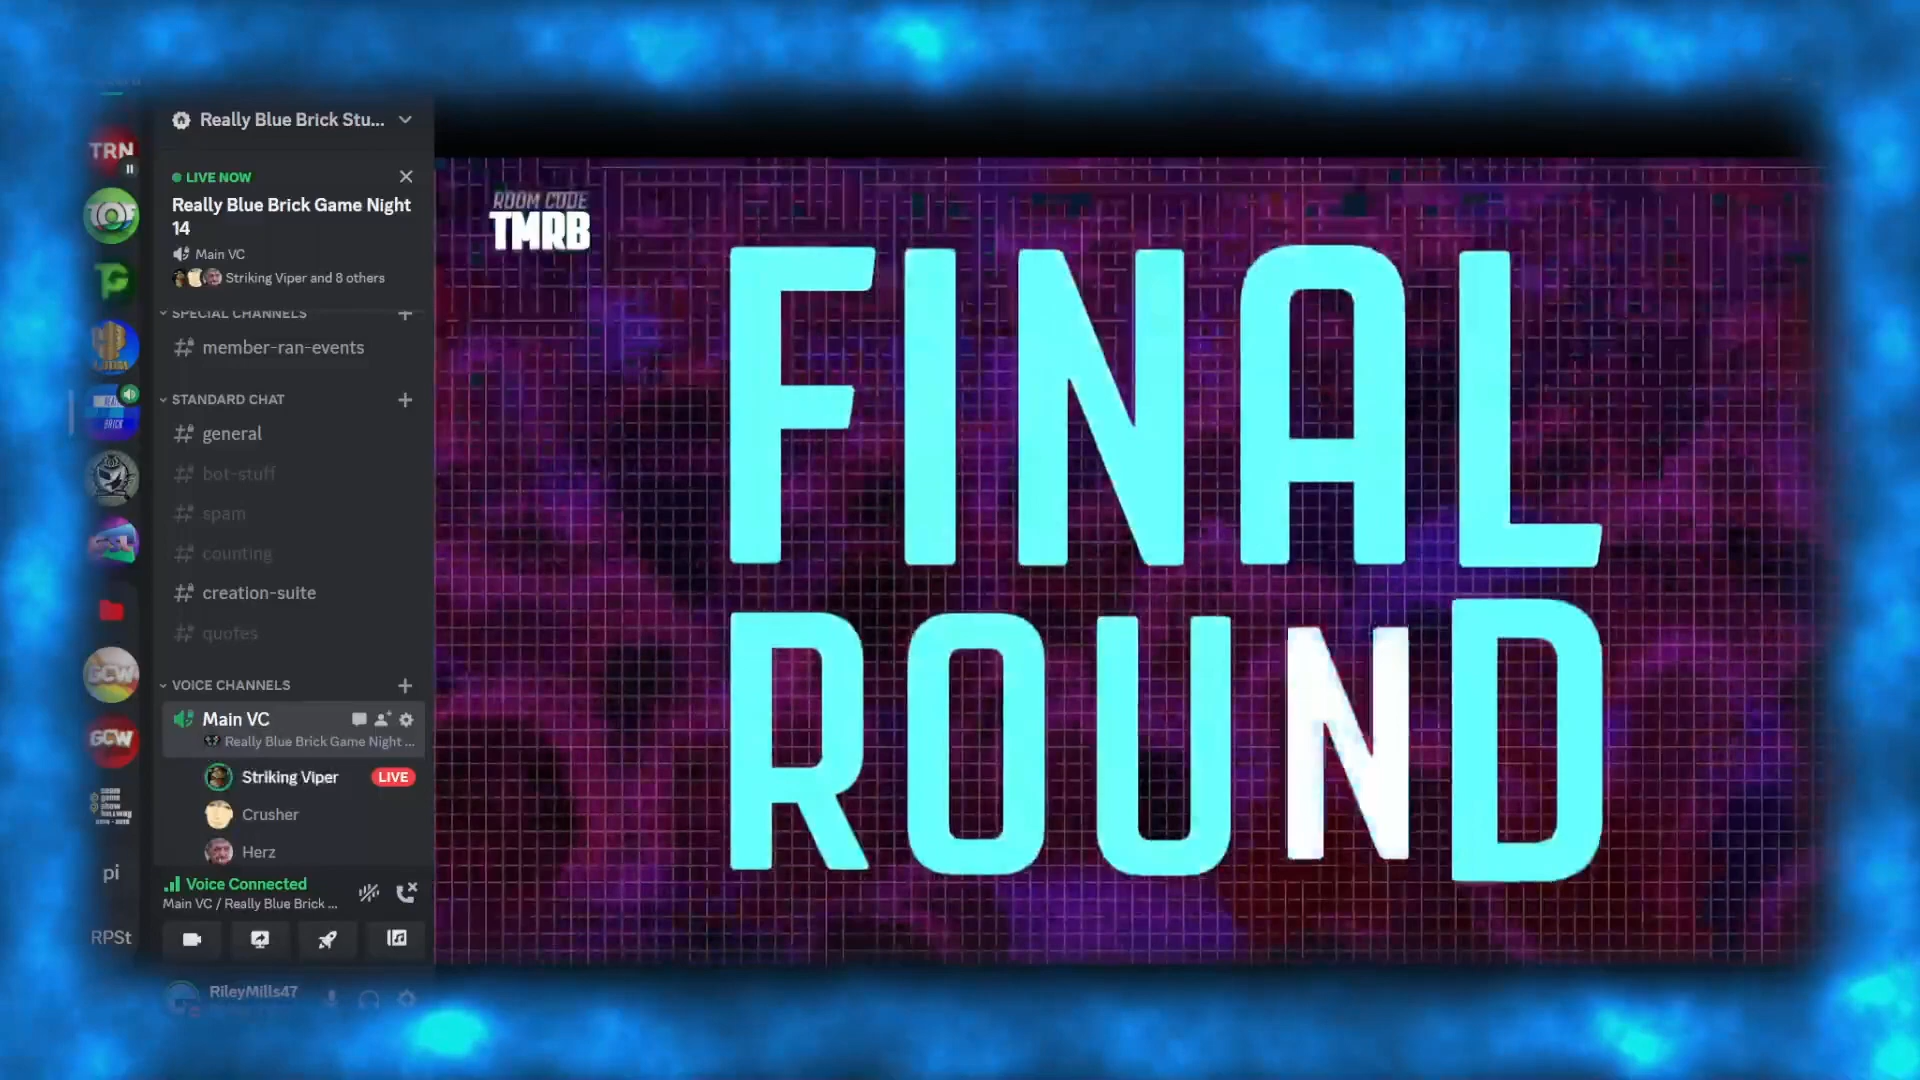 Really Blue Brick Stu...
TRN
LIVE NOW
Really Blue Brick Game Night
14
Main VC
Striking Viper and 8 others
SPECIAL CHANNELS
member-ran-events
STANDARD CHAT
general
bot-stuff
spam
counting
creation-suite
quotes
VOICE CHANNELS
Main VC
Really Blue Brick Game Night ...
Striking Viper
LIVE
Crusher
Herz
Voice Connected
Main VC / Really Blue Brick ...
RileyMills47
BRICK
GCW
GCW
pi
RPSt
ROOM CODE
TMRB
FINAL
ROUND